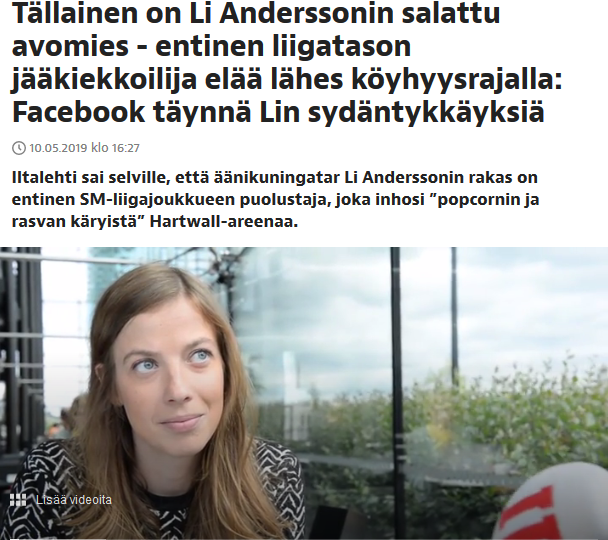 Tällainen on Li Anderssonin salattu
avomies - entinen liigatason
jääkiekkoilija elää lähes köyhyysrajalla:
Facebook täynnä Lin sydäntykkäyksiä
10.05.2019 klo 16:27
Iltalehti sai selville, että äänikuningatar Li Anderssonin rakas on
entinen SM-liigajoukkueen puolustaja, joka inhosi ”popcornin ja
rasvan käryistä” Hartwall-areenaa.
Lisää videoita